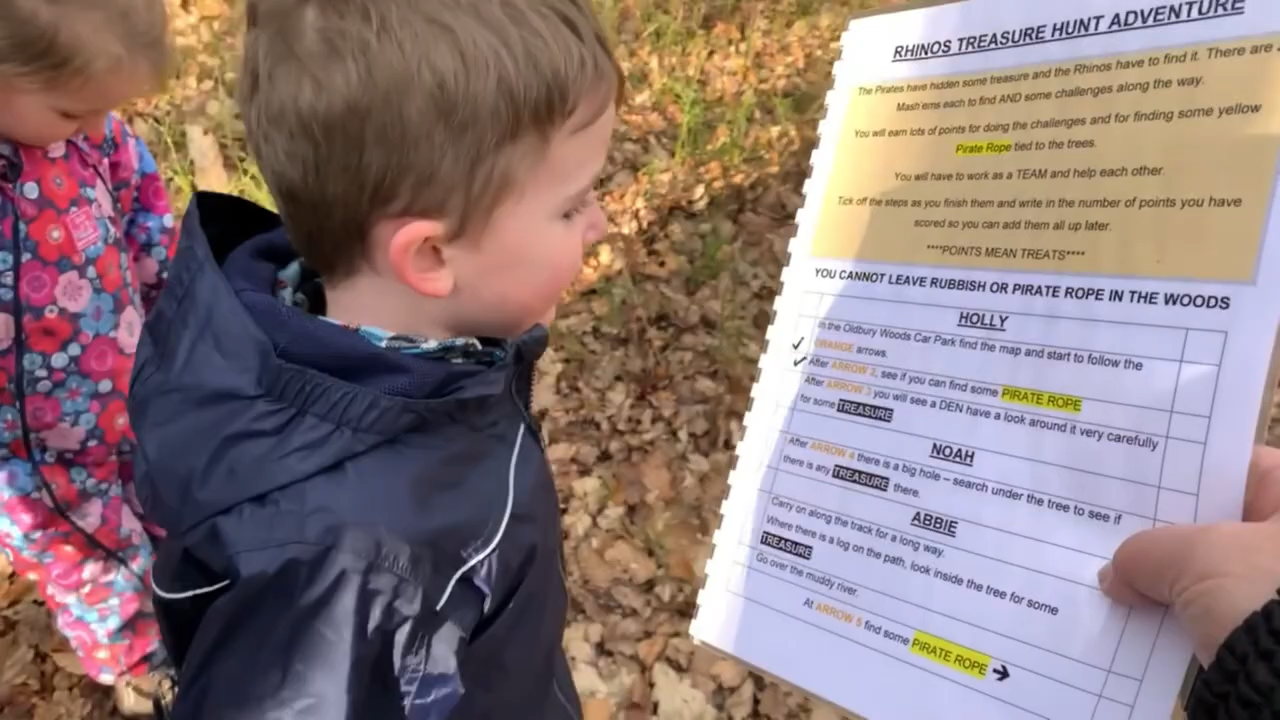 RHINOS TREASURE HUNT ADVENTURE
The Pirates have hidden some treasure and the Rhinos have to find it. There are
Mash'ems each to find AND some challenges along the way.
You will earn lots of points for doing the challenges and for finding some yellow
Pirate Rope tied to the trees.
You will have to work as a TEAM and help each other.
Tick off the steps as you finish them and write in the number of points you have
scored so you can add them all up later.
****POINTS MEAN TREATS****
YOU CANNOT LEAVE RUBBISH OR PIRATE ROPE IN THE WOODS
HOLLY
In the Oldbury Woods Car Park find the map and start to follow the
ORANGE arrows.
After ARROW 2, see if you can find some PIRATE ROPE
After ARROW 3 you will see a DEN have a look around it very carefully
for some TREASURE
NOAH
After ARROW 4 there is a big hole – search under the tree to see if
there is any TREASURE there.
ABBIE
Carry on along the track for a long way.
Where there is a log on the path, look inside the tree for some
TREASURE
Go over the muddy river.
At ARROW 5 find some PIRATE ROPE →